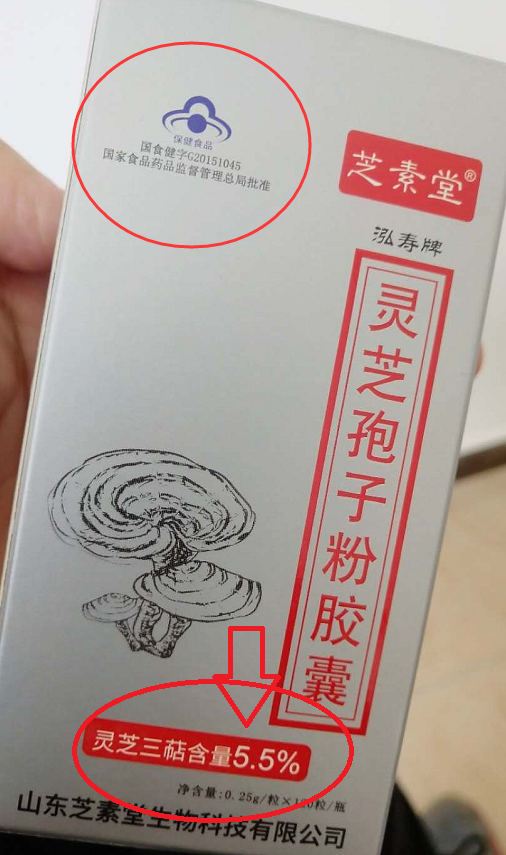 保健食品
国食健字G20151045
国家食品药品监督管理总局批准
芝素堂®
泓寿牌
灵芝孢子粉胶囊
灵芝三萜含量5.5%
净含量:0.25g/粒×120粒/瓶
山东芝素堂生物科技有限公司